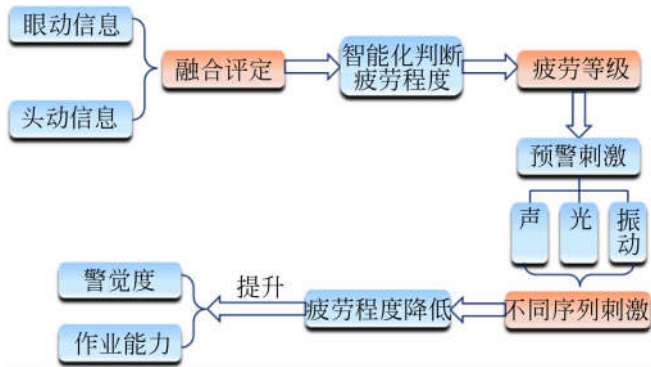 眼动信息
头动信息
融合评定
智能化判断
疲劳程度
疲劳等级
预警刺激
声
光
振
动
不同序列刺激
疲劳程度降低
提升
警觉度
作业能力